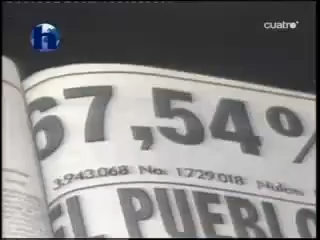 h
cuatro
67,54%
3.943.068 No: 1.729.018 Nulos
EL PUEBLO